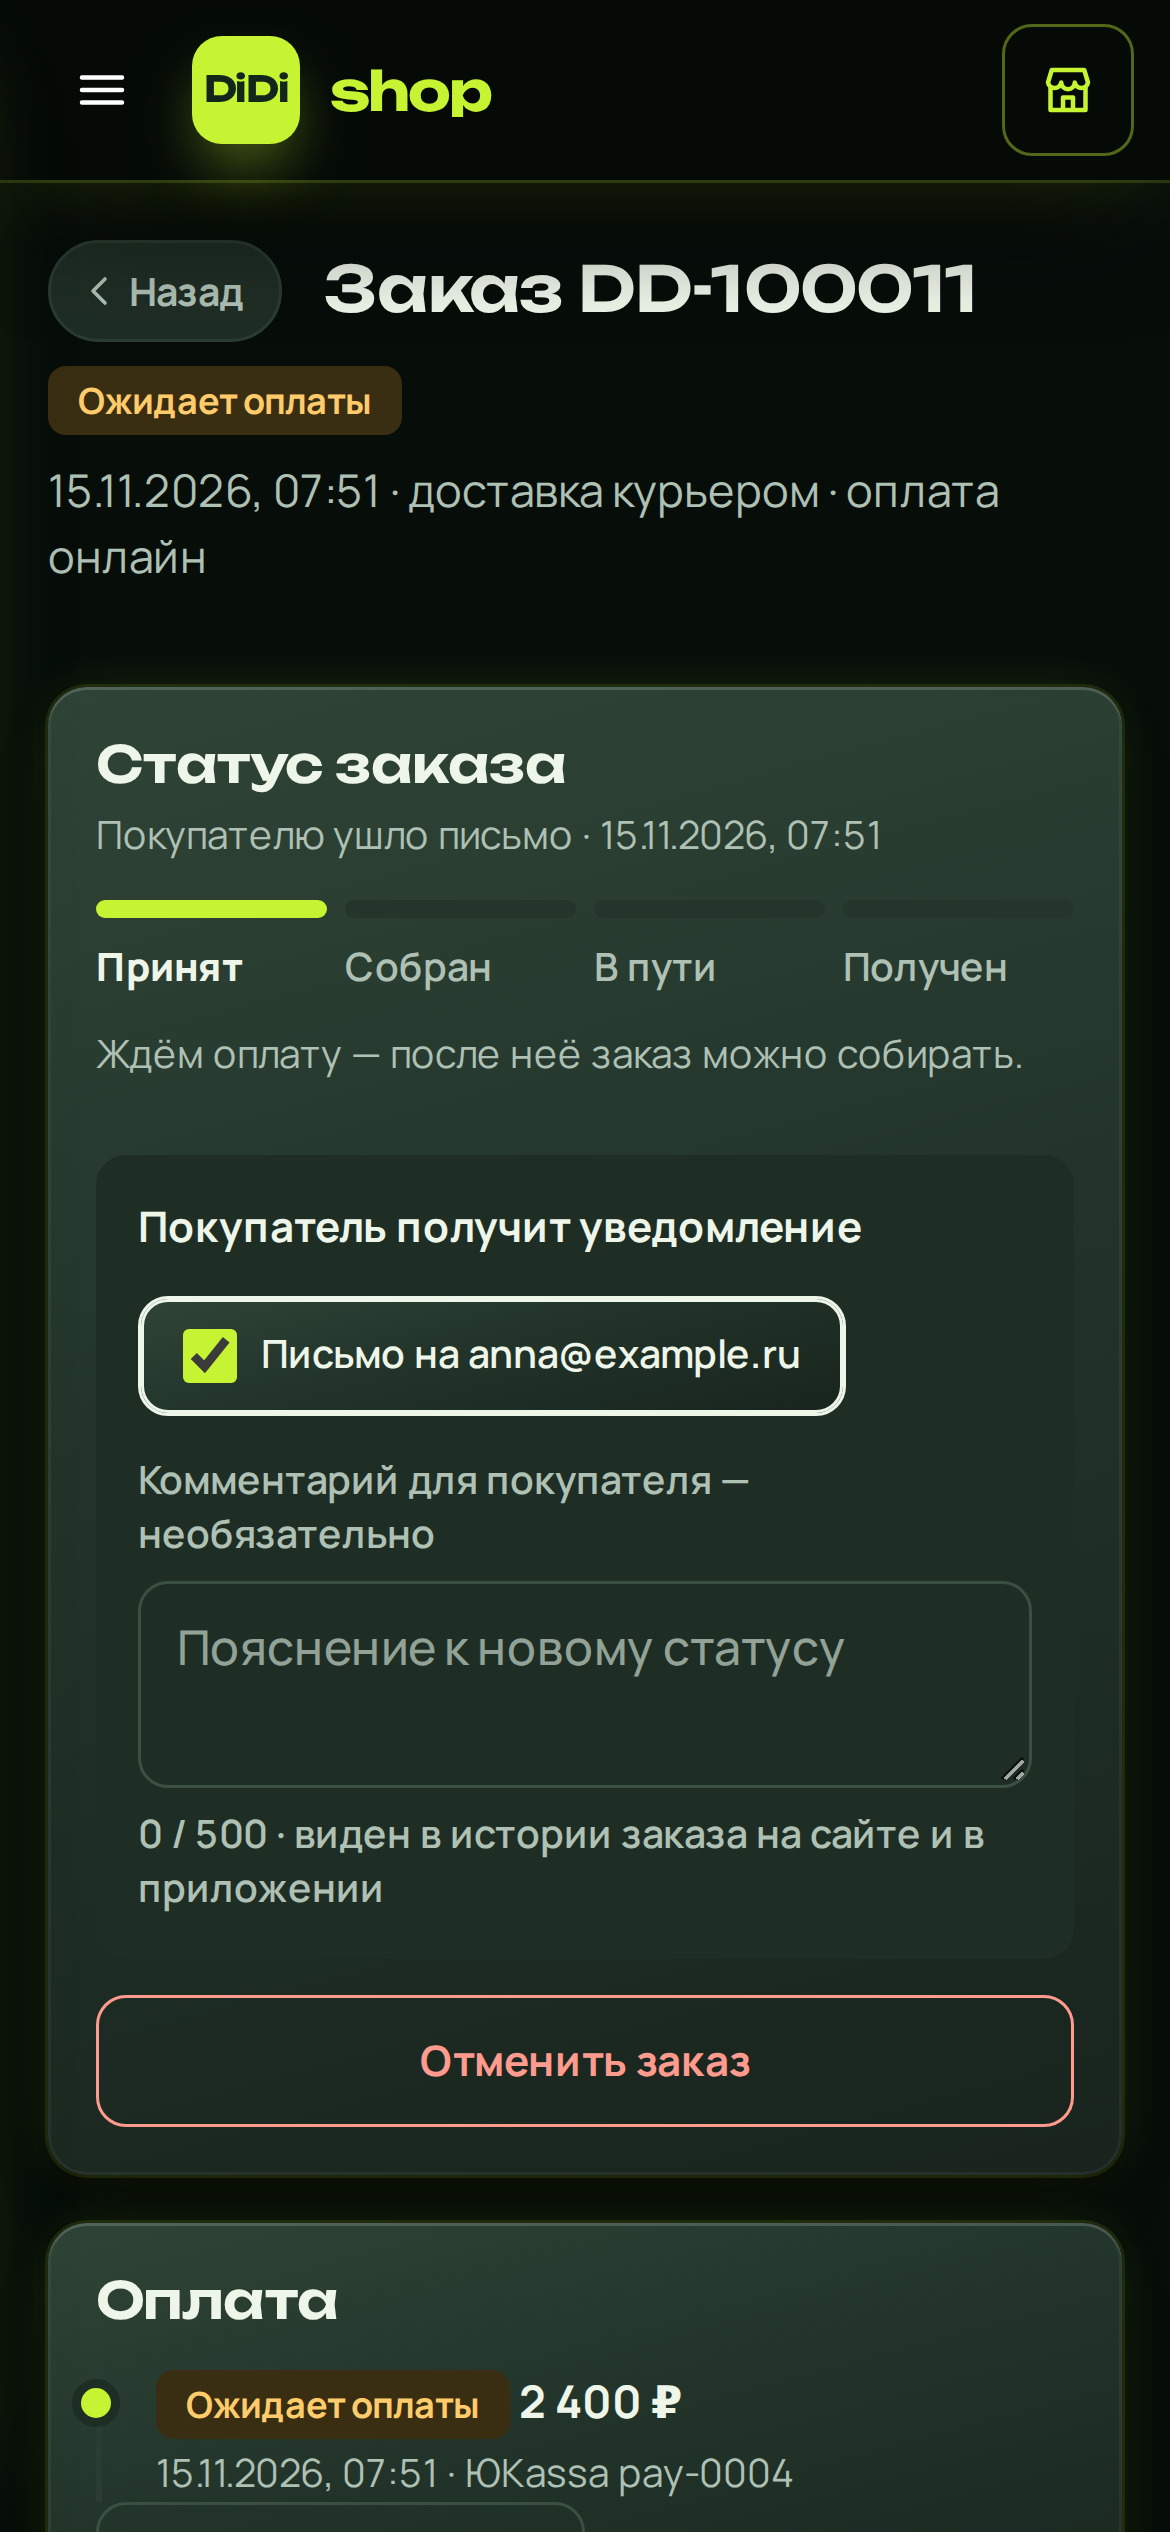 DiDi shop
Назад
Заказ DD-100011
Ожидает оплаты
15.11.2026, 07:51 · доставка курьером · оплата
онлайн
Статус заказа
Покупателю ушло письмо · 15.11.2026, 07:51
Принят Собран В пути Получен
Ждём оплату — после неё заказ можно собирать.
Покупатель получит уведомление
Письмо на anna@example.ru
Комментарий для покупателя —
необязательно
Пояснение к новому статусу
0 / 500 · виден в истории заказа на сайте и в
приложении
Отменить заказ
Оплата
Ожидает оплаты 2 400 ₽
15.11.2026, 07:51 · ЮKassa pay-0004